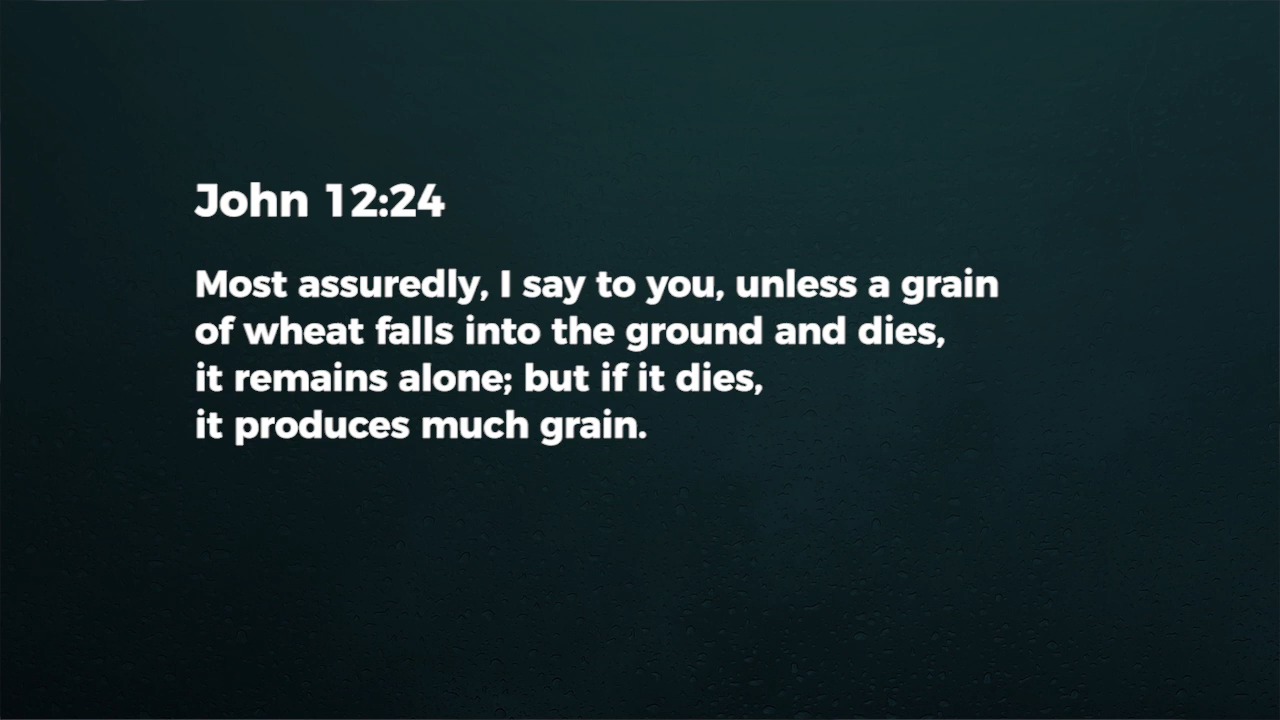 John 12:24
Most assuredly, I say to you, unless a grain
of wheat falls into the ground and dies,
it remains alone; but if it dies,
it produces much grain.